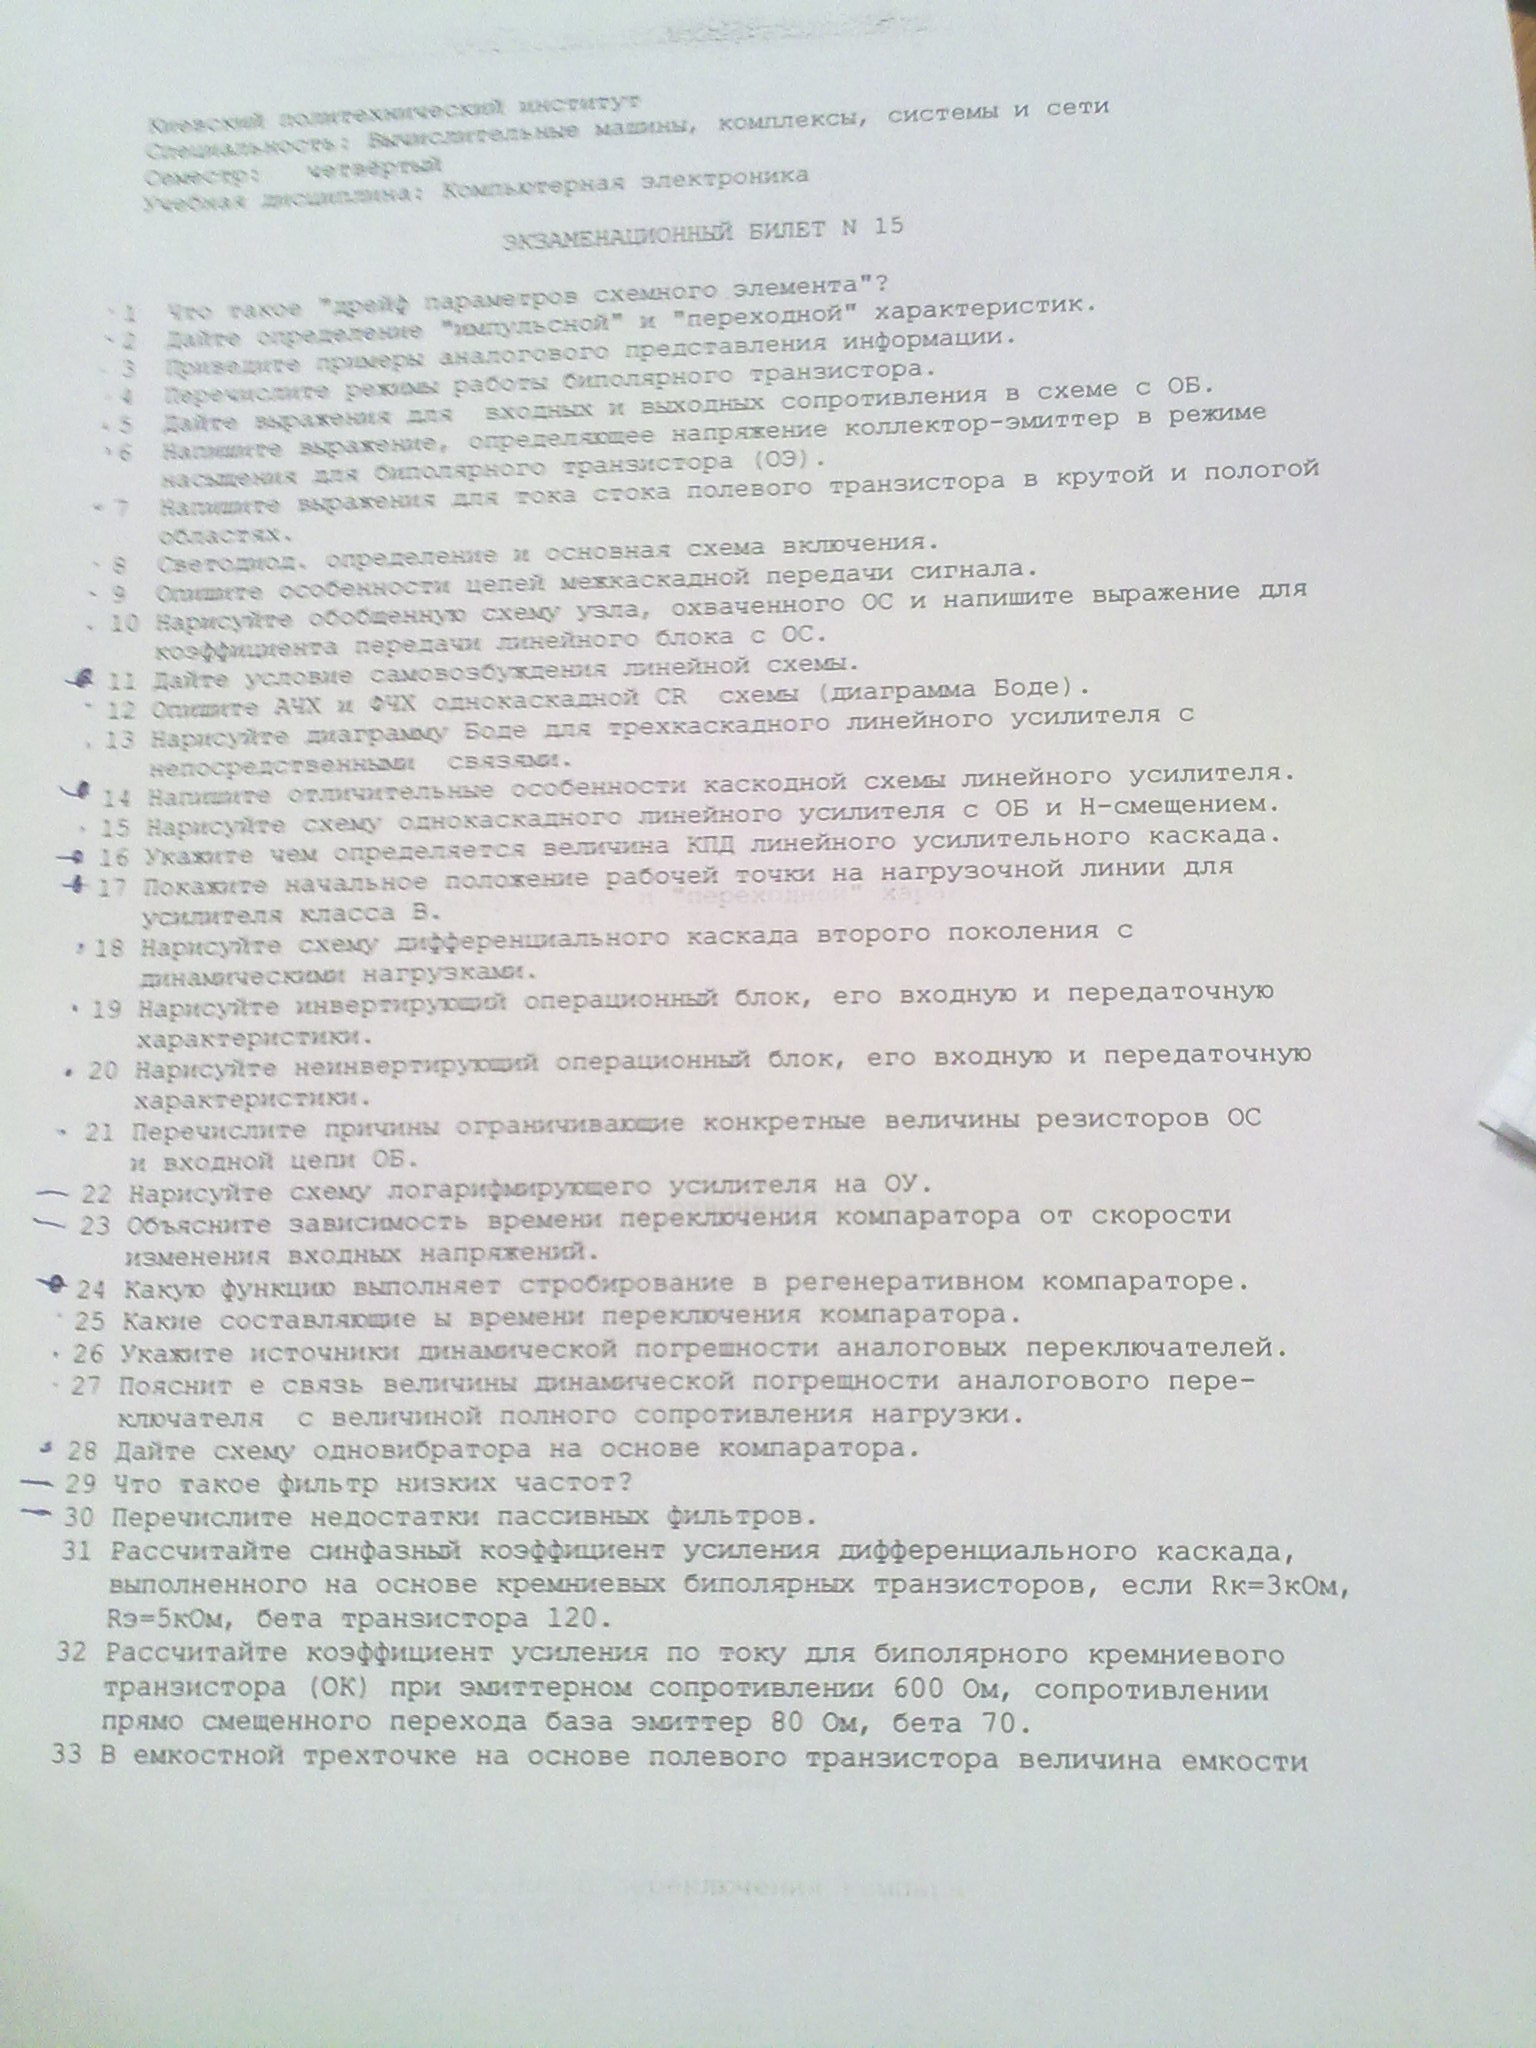 Киевский политехнический институт
Специальность: Вычислительные машины, комплексы, системы и сети
Семестр: четвёртый
Учебная дисциплина: Компьютерная электроника
ЭКЗАМЕНАЦИОННЫЙ БИЛЕТ N 15
1 Что такое "дрейф параметров схемного элемента"?
2 Дайте определение "импульсной" и "переходной" характеристик.
3 Приведите примеры аналогового представления информации.
4 Перечислите режимы работы биполярного транзистора.
5 Дайте выражения для входных и выходных сопротивления в схеме с ОБ.
6 Напишите выражение, определяющее напряжение коллектор-эмиттер в режиме
насыщения для биполярного транзистора (ОЭ).
7 Напишите выражения для тока стока полевого транзистора в крутой и пологой
областях.
8 Светодиод. определение и основная схема включения.
9 Опишите особенности цепей межкаскадной передачи сигнала.
10 Нарисуйте обобщенную схему узла, охваченного ОС и напишите выражение для
коэффициента передачи линейного блока с ОС.
11 Дайте условие самовозбуждения линейной схемы.
12 Опишите АЧХ и ФЧХ однокаскадной CR схемы (диаграмма Боде).
13 Нарисуйте диаграмму Боде для трехкаскадного линейного усилителя с
непосредственными связями.
14 Напишите отличительные особенности каскодной схемы линейного усилителя.
15 Нарисуйте схему однокаскадного линейного усилителя с ОБ и Н-смещением.
16 Укажите чем определяется величина КПД линейного усилительного каскада.
17 Покажите начальное положение рабочей точки на нагрузочной линии для
усилителя класса В.
18 Нарисуйте схему дифференциального каскада второго поколения с
динамическими нагрузками.
19 Нарисуйте инвертирующий операционный блок, его входную и передаточную
характеристики.
20 Нарисуйте неинвертирующий операционный блок, его входную и передаточную
характеристики.
21 Перечислите причины ограничивающие конкретные величины резисторов ОС
и входной цепи ОБ.
22 Нарисуйте схему логарифмирующего усилителя на ОУ.
23 Объясните зависимость времени переключения компаратора от скорости
изменения входных напряжений.
24 Какую функцию выполняет стробирование в регенеративном компараторе.
25 Какие составляющие ы времени переключения компаратора.
26 Укажите источники динамической погрешности аналоговых переключателей.
27 Пояснит е связь величины динамической погрещности аналогового пере-
ключателя с величиной полного сопротивления нагрузки.
28 Дайте схему одновибратора на основе компаратора.
29 Что такое фильтр низких частот?
30 Перечислите недостатки пассивных фильтров.
31 Рассчитайте синфазный коэффициент усиления дифференциального каскада,
выполненного на основе кремниевых биполярных транзисторов, если Rк=3кОм,
Rэ=5кОм, бета транзистора 120.
32 Рассчитайте коэффициент усиления по току для биполярного кремниевого
транзистора (ОК) при эмиттерном сопротивлении 600 Ом, сопротивлении
прямо смещенного перехода база эмиттер 80 Ом, бета 70.
33 В емкостной трехточке на основе полевого транзистора величина емкости